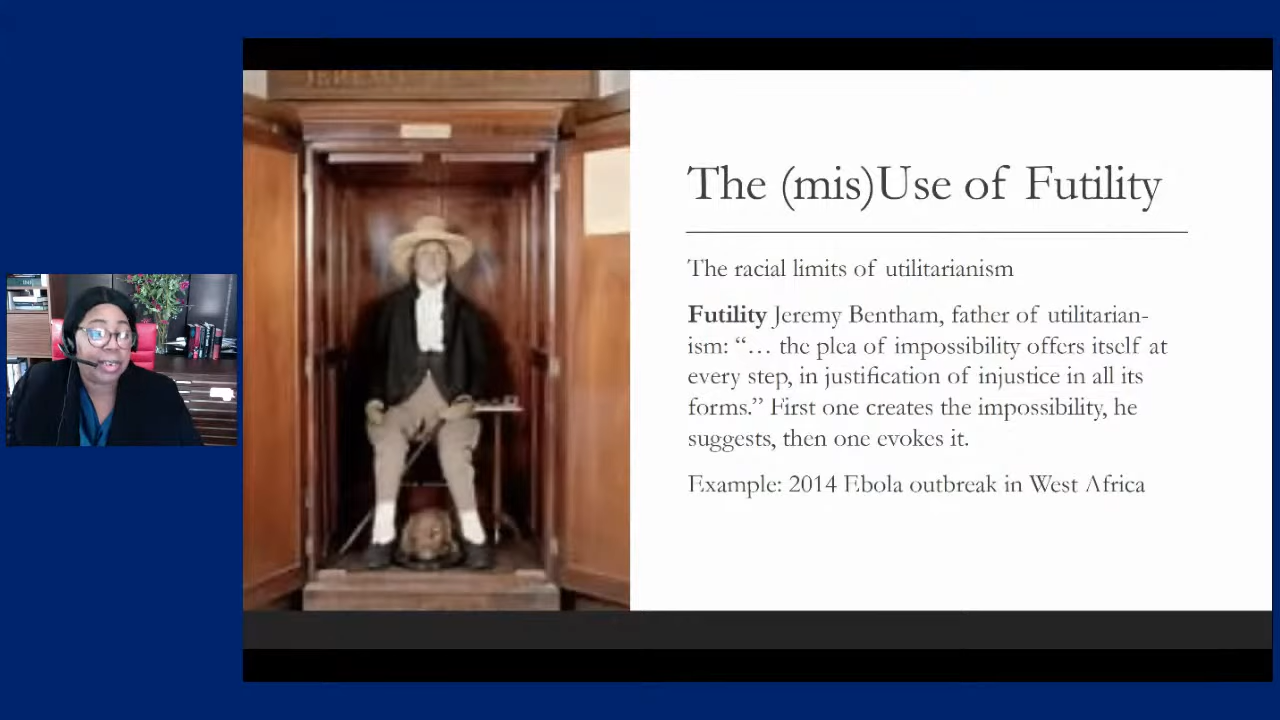 The (mis)Use of Futility
The racial limits of utilitarianism
Futility Jeremy Bentham, father of utilitarian-
ism: “… the plea of impossibility offers itself at
every step, in justification of injustice in all its
forms.” First one creates the impossibility, he
suggests, then one evokes it.
Example: 2014 Ebola outbreak in West Africa